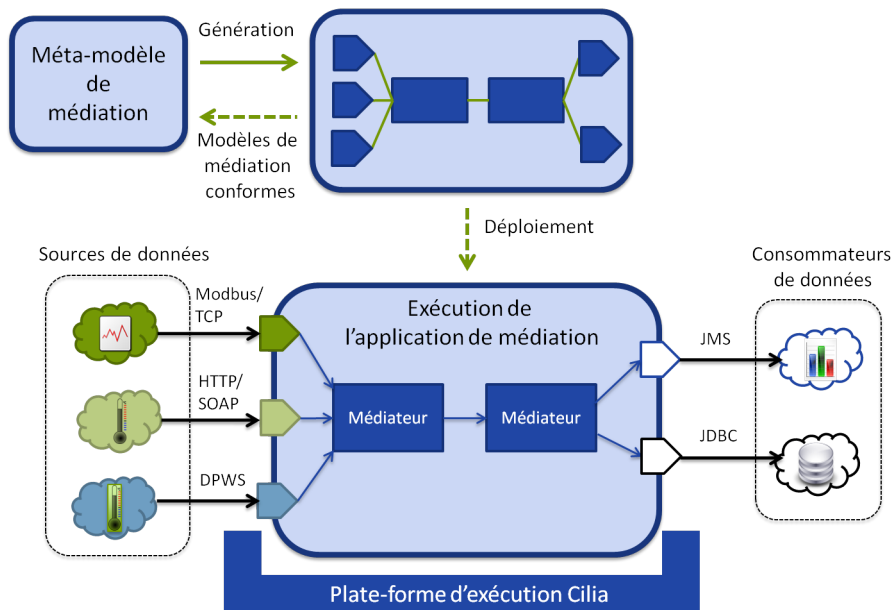 Méta-modèle
de
médiation
Génération
Modèles de
médiation
conformes
Déploiement
Sources de données
Consommateurs
de données
Modbus/
TCP
HTTP/
SOAP
DPWS
Exécution de
l'application de médiation
Médiateur
Médiateur
JMS
JDBC
Plate-forme d'exécution Cilia